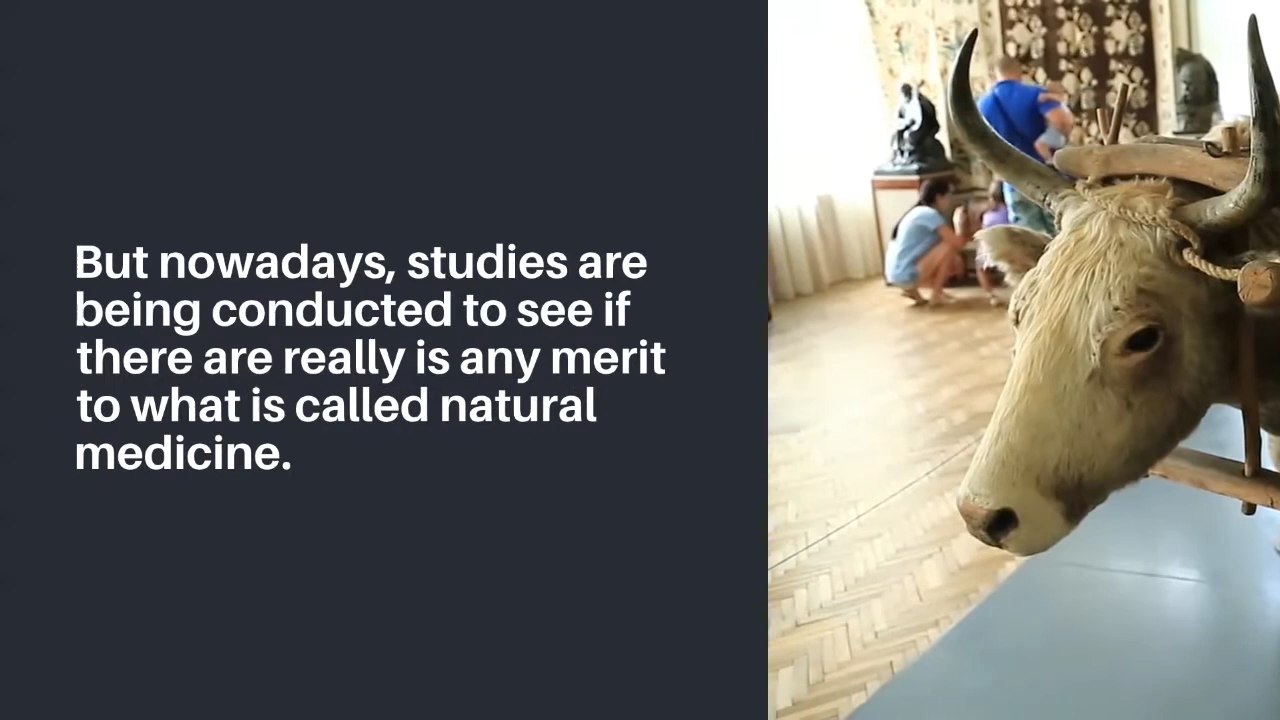 But nowadays, studies are
being conducted to see if
there are really is any merit
to what is called natural
medicine.